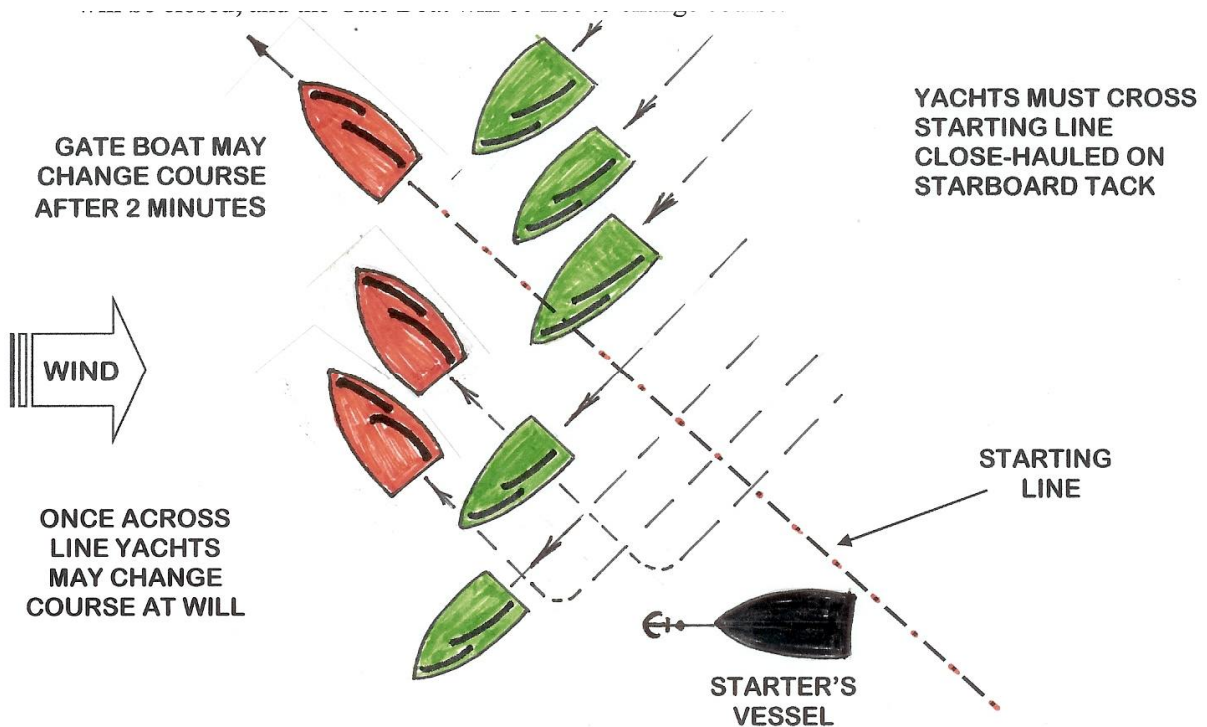 YACHTS MUST CROSS
STARTING LINE
CLOSE-HAULED ON
STARBOARD TACK
GATE BOAT MAY
CHANGE COURSE
AFTER 2 MINUTES
WIND
STARTING
LINE
ONCE ACROSS
LINE YACHTS
MAY CHANGE
COURSE AT WILL
STARTER'S
VESSEL